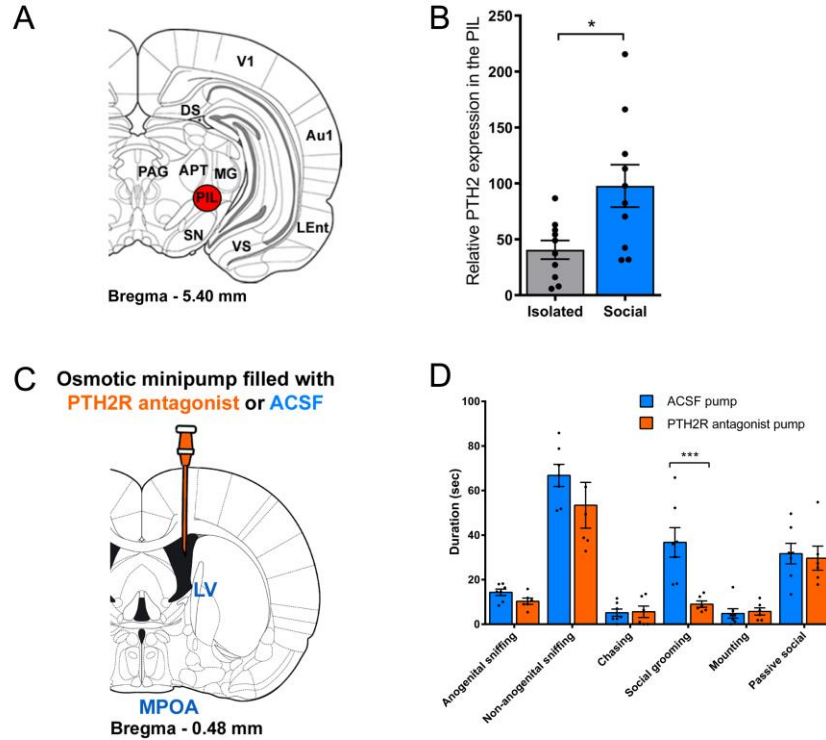 A
V1
DS
Au1
PAG
APT
MG
PIL
LEnt
SN
VS
Bregma - 5.40 mm
B
*
Relative PTH2 expression in the PIL
250
200
150
100
50
0
Isolated
Social
C
Osmotic minipump filled with
PTH2R antagonist or ACSF
LV
MPOA
Bregma - 0.48 mm
D
ACSF pump
PTH2R antagonist pump
***
Duration (sec)
100
80
60
40
20
0
Anogenital sniffing
Non-anogenital sniffing
Chasing
Social grooming
Mounting
Passive social